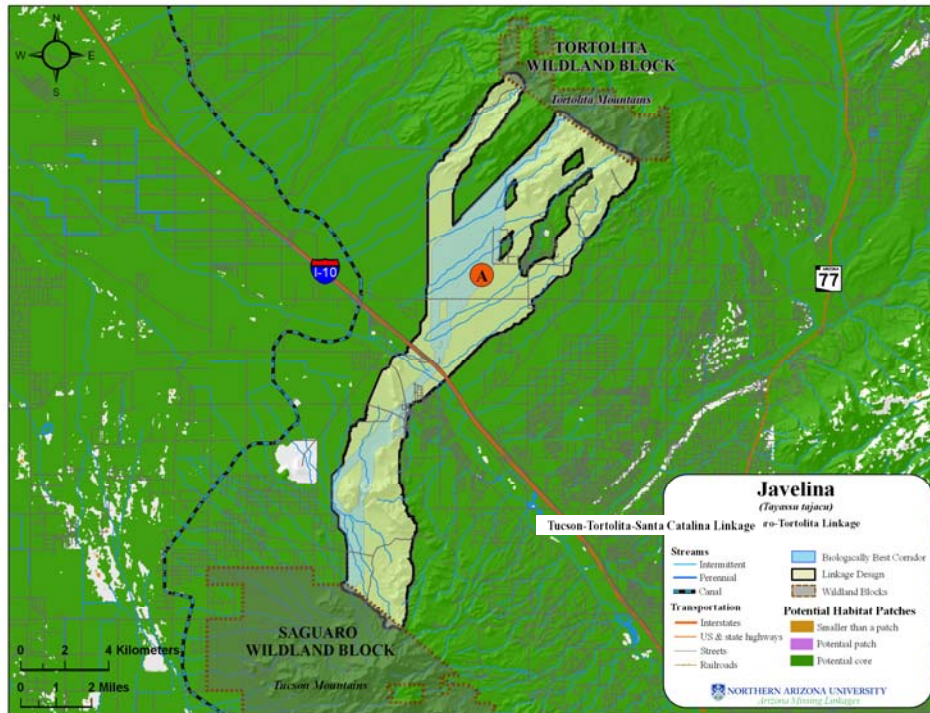 N
W E
S
TORTOLITA
WILDLAND BLOCK
Tortolita Mountains
I-10
A
ARIZONA
77
SAGUARO
WILDLAND BLOCK
Tucson Mountains
0 2 4 Kilometers
0 1 2 Miles
Javelina
(Tayassu tajacu)
Tucson-Tortolita-Santa Catalina Linkage ro-Tortolita Linkage
Streams
Intermittent
Perennial
Canal
Transportation
Interstates
US & state highways
Streets
Railroads
Biologically Best Corridor
Linkage Design
Wildland Blocks
Potential Habitat Patches
Smaller than a patch
Potential patch
Potential core
NORTHERN ARIZONA UNIVERSITY
Arizona Missing Linkages